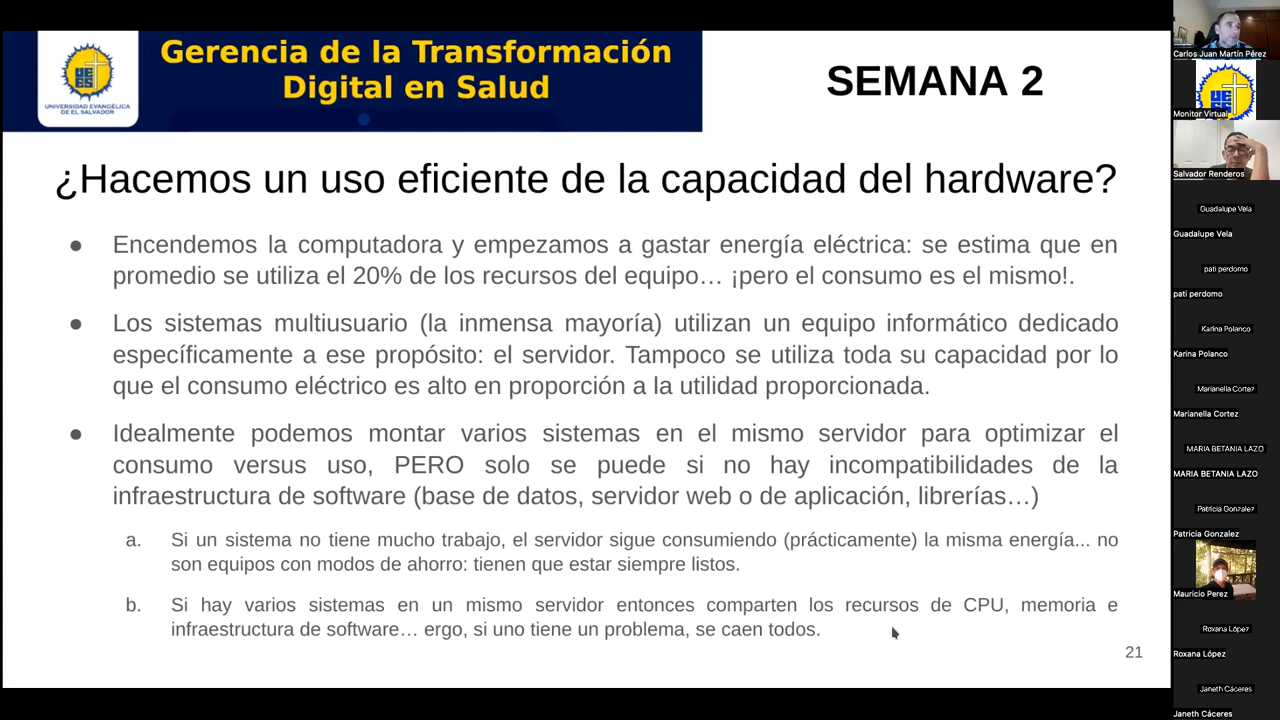 Gerencia de la Transformación
Digital en Salud
UEES
UNIVERSIDAD EVANGÉLICA
DE EL SALVADOR
SEMANA 2
¿Hacemos un uso eficiente de la capacidad del hardware?
● Encendemos la computadora y empezamos a gastar energía eléctrica: se estima que en
promedio se utiliza el 20% de los recursos del equipo… ¡pero el consumo es el mismo!.
● Los sistemas multiusuario (la inmensa mayoría) utilizan un equipo informático dedicado
específicamente a ese propósito: el servidor. Tampoco se utiliza toda su capacidad por lo
que el consumo eléctrico es alto en proporción a la utilidad proporcionada.
● Idealmente podemos montar varios sistemas en el mismo servidor para optimizar el
consumo versus uso, PERO solo se puede si no hay incompatibilidades de la
infraestructura de software (base de datos, servidor web o de aplicación, librerías…)
a. Si un sistema no tiene mucho trabajo, el servidor sigue consumiendo (prácticamente) la misma energía... no
son equipos con modos de ahorro: tienen que estar siempre listos.
b. Si hay varios sistemas en un mismo servidor entonces comparten los recursos de CPU, memoria e
infraestructura de software… ergo, si uno tiene un problema, se caen todos.
21
Carlos Juan Martín Pérez
Monitor Virtual
Salvador Renderos
Guadalupe Vela
Guadalupe Vela
pati perdomo
pati perdomo
Karina Polanco
Karina Polanco
Marianella Cortez
Marianella Cortez
MARIA BETANIA LAZO
MARIA BETANIA LAZO
Patricia Gonzalez
Patricia Gonzalez
Mauricio Perez
Roxana López
Roxana López
Janeth Cáceres
Janeth Cáceres